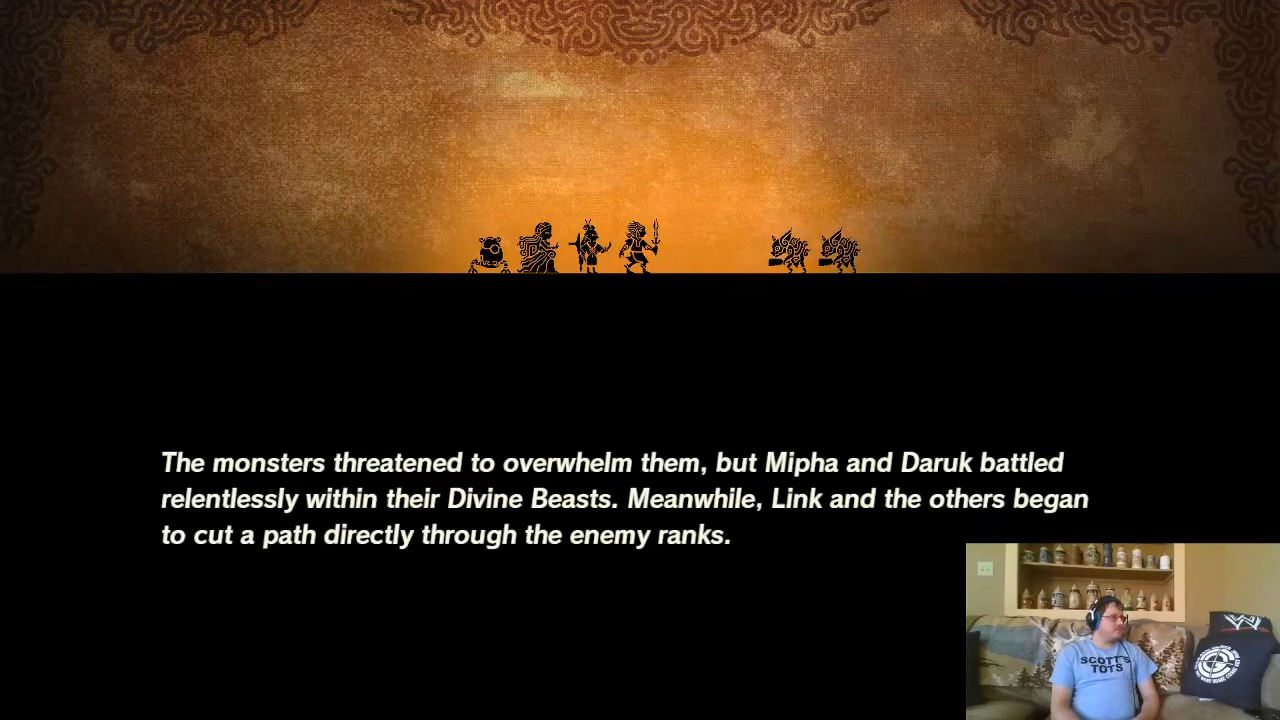 The monsters threatened to overwhelm them, but Mipha and Daruk battled
relentlessly within their Divine Beasts. Meanwhile, Link and the others began
to cut a path directly through the enemy ranks.
SCOTT'S
TOTS
W